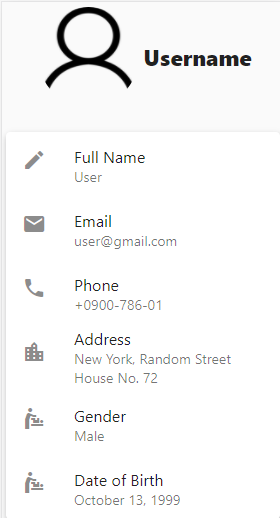 Username
Full Name
User
Email
user@gmail.com
Phone
+0900-786-01
Address
New York, Random Street
House No. 72
Gender
Male
Date of Birth
October 13, 1999